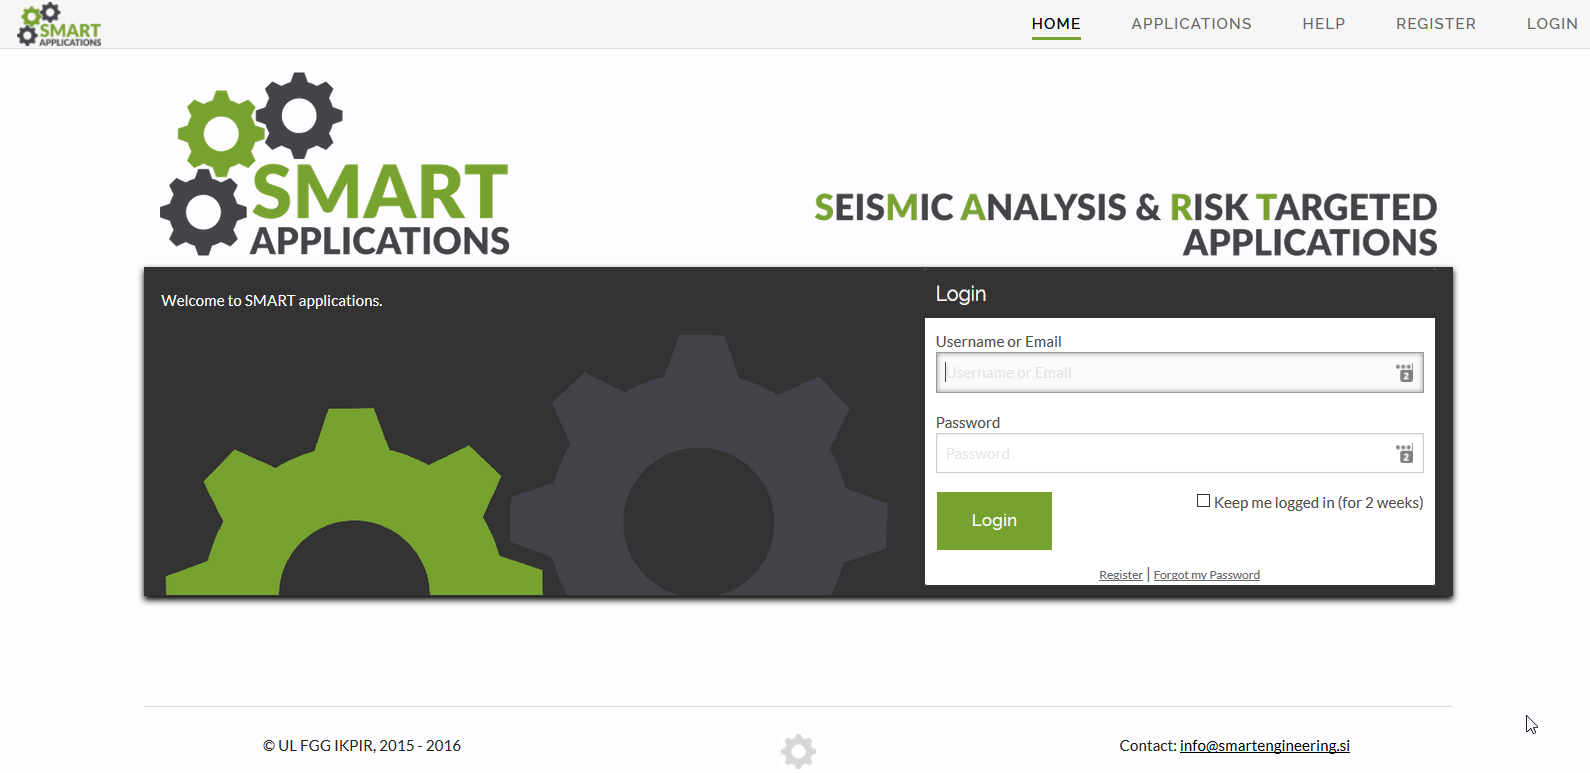 SMART
APPLICATIONS
HOME
APPLICATIONS
HELP
REGISTER
LOGIN
SMART
APPLICATIONS
SEISMIC ANALYSIS & RISK TARGETED
APPLICATIONS
Welcome to SMART applications.
Login
Username or Email
Username or Email
2
Password
Password
2
Login
Keep me logged in (for 2 weeks)
Register | Forgot my Password
© UL FGG IKPIR, 2015 - 2016
Contact: info@smartengineering.si